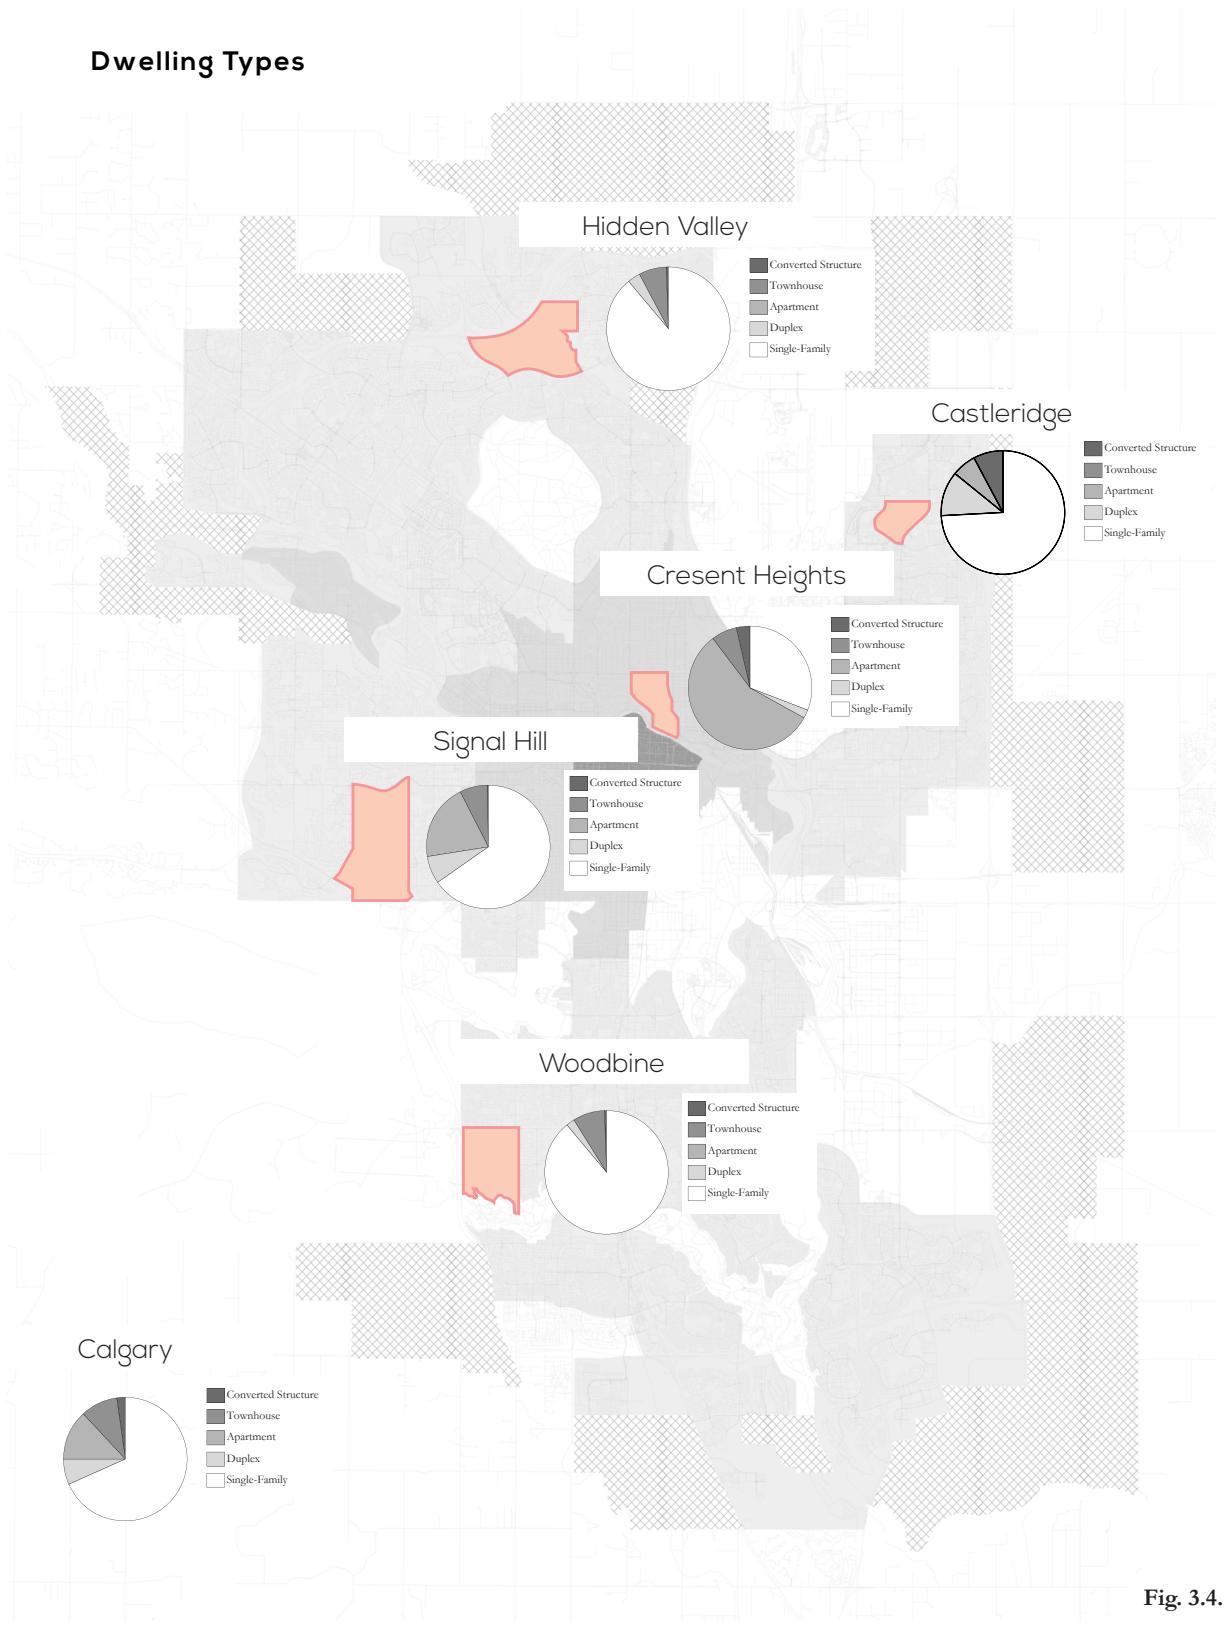 Dwelling Types
Hidden Valley
Converted Structure
Townhouse
Apartment
Duplex
Single-Family
Castleridge
Converted Structure
Townhouse
Apartment
Duplex
Single-Family
Cresent Heights
Converted Structure
Townhouse
Apartment
Duplex
Single-Family
Signal Hill
Converted Structure
Townhouse
Apartment
Duplex
Single-Family
Woodbine
Converted Structure
Townhouse
Apartment
Duplex
Single-Family
Calgary
Converted Structure
Townhouse
Apartment
Duplex
Single-Family
Fig. 3.4.